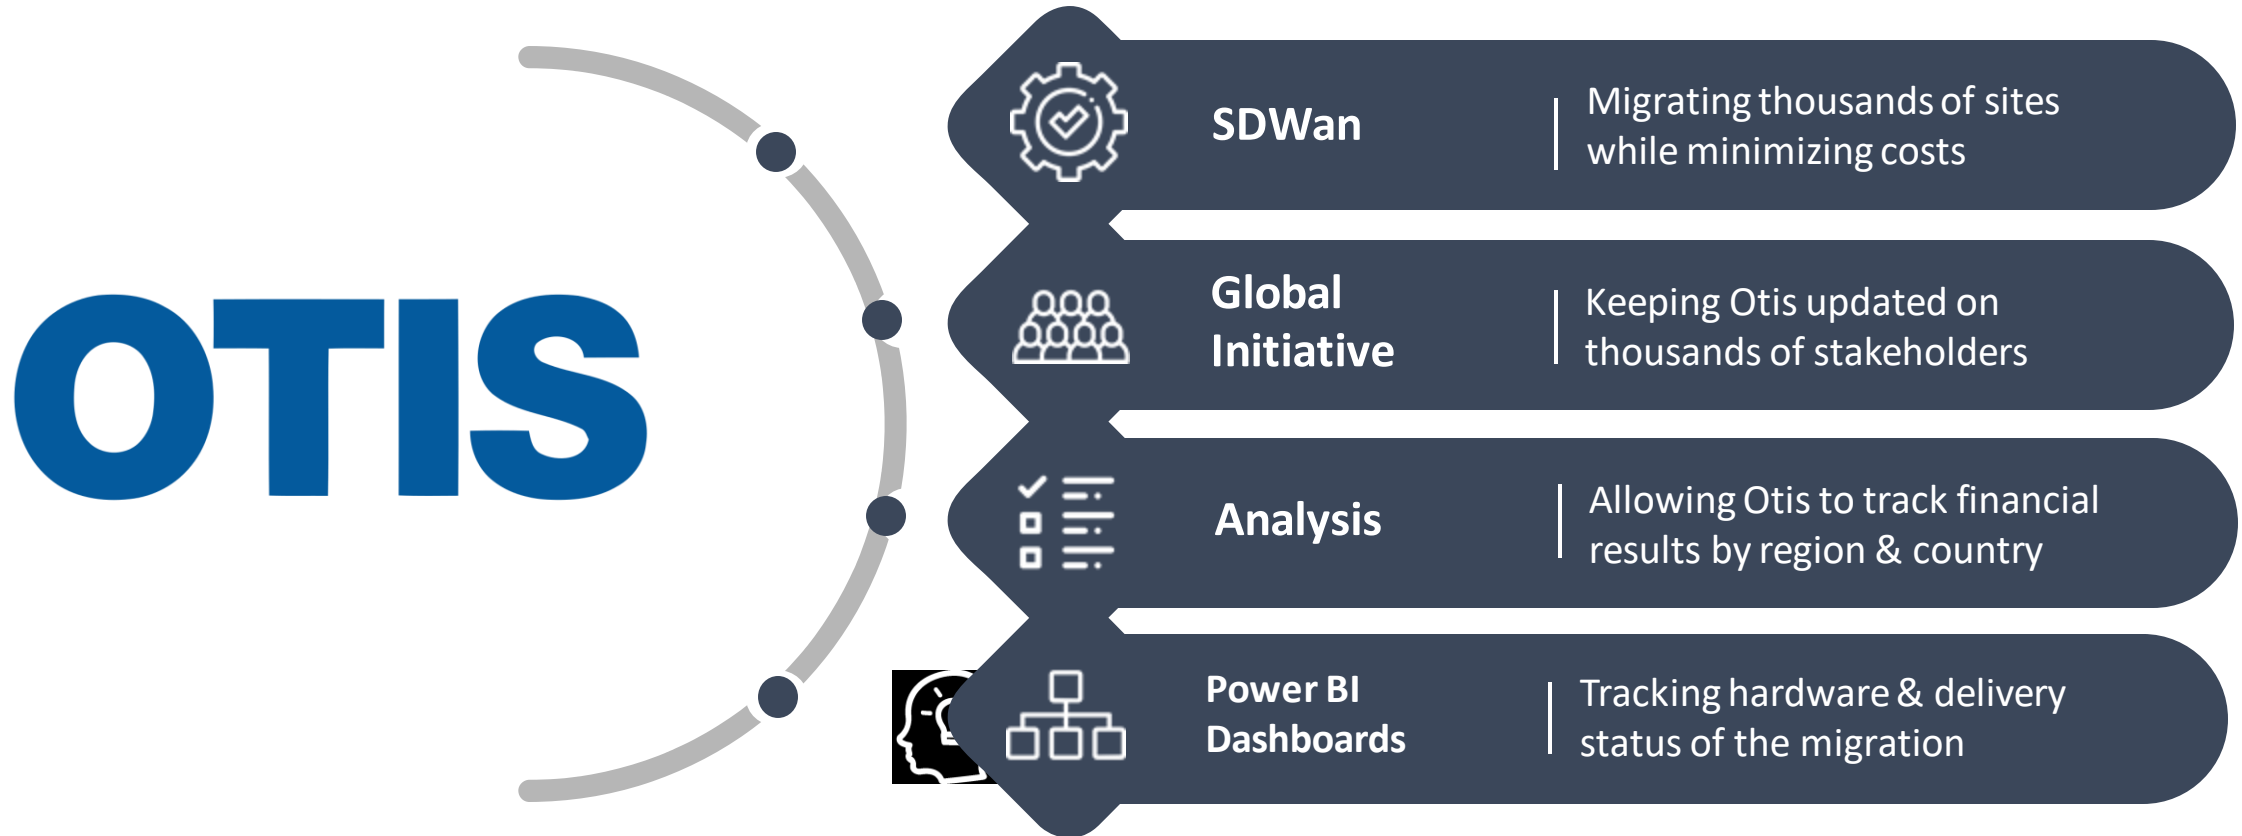 OTIS
SDWan
Migrating thousands of sites
while minimizing costs
Global
Initiative
Keeping Otis updated on
thousands of stakeholders
Analysis
Allowing Otis to track financial
results by region & country
Power BI
Dashboards
Tracking hardware & delivery
status of the migration